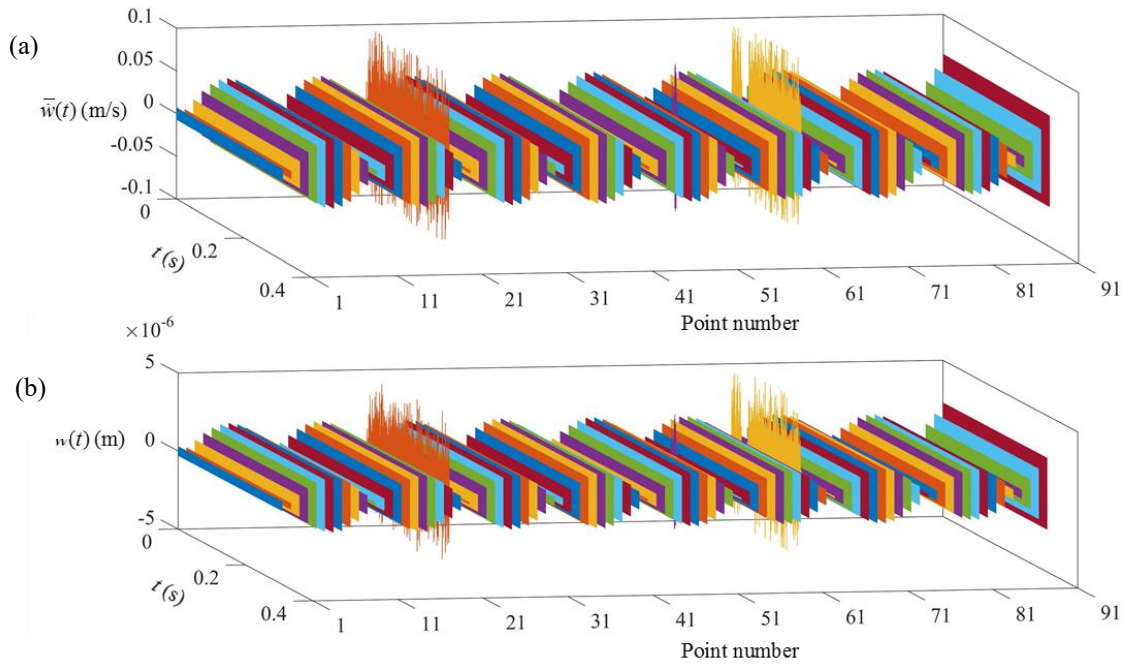 (a)
w̅(t) (m/s)
0.1
0.05
0
-0.05
-0.1
0
0.2
0.4
t (s)
1 11 21 31 41 51 61 71 81 91
Point number
(b)
×10⁻⁶
w(t) (m)
5
0
-5
0
0.2
0.4
t (s)
1 11 21 31 41 51 61 71 81 91
Point number